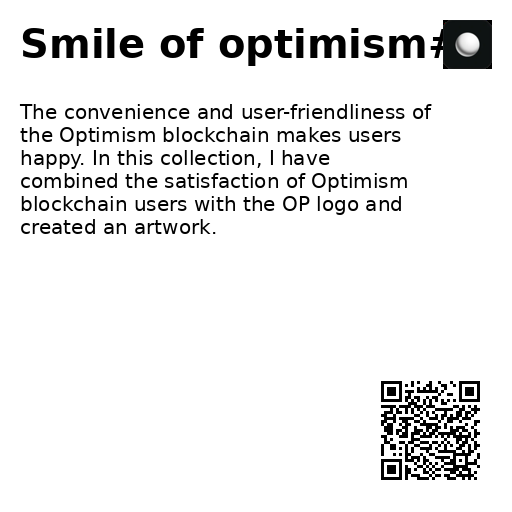 Smile of optimism#
The convenience and user-friendliness of
the Optimism blockchain makes users
happy. In this collection, I have
combined the satisfaction of Optimism
blockchain users with the OP logo and
created an artwork.